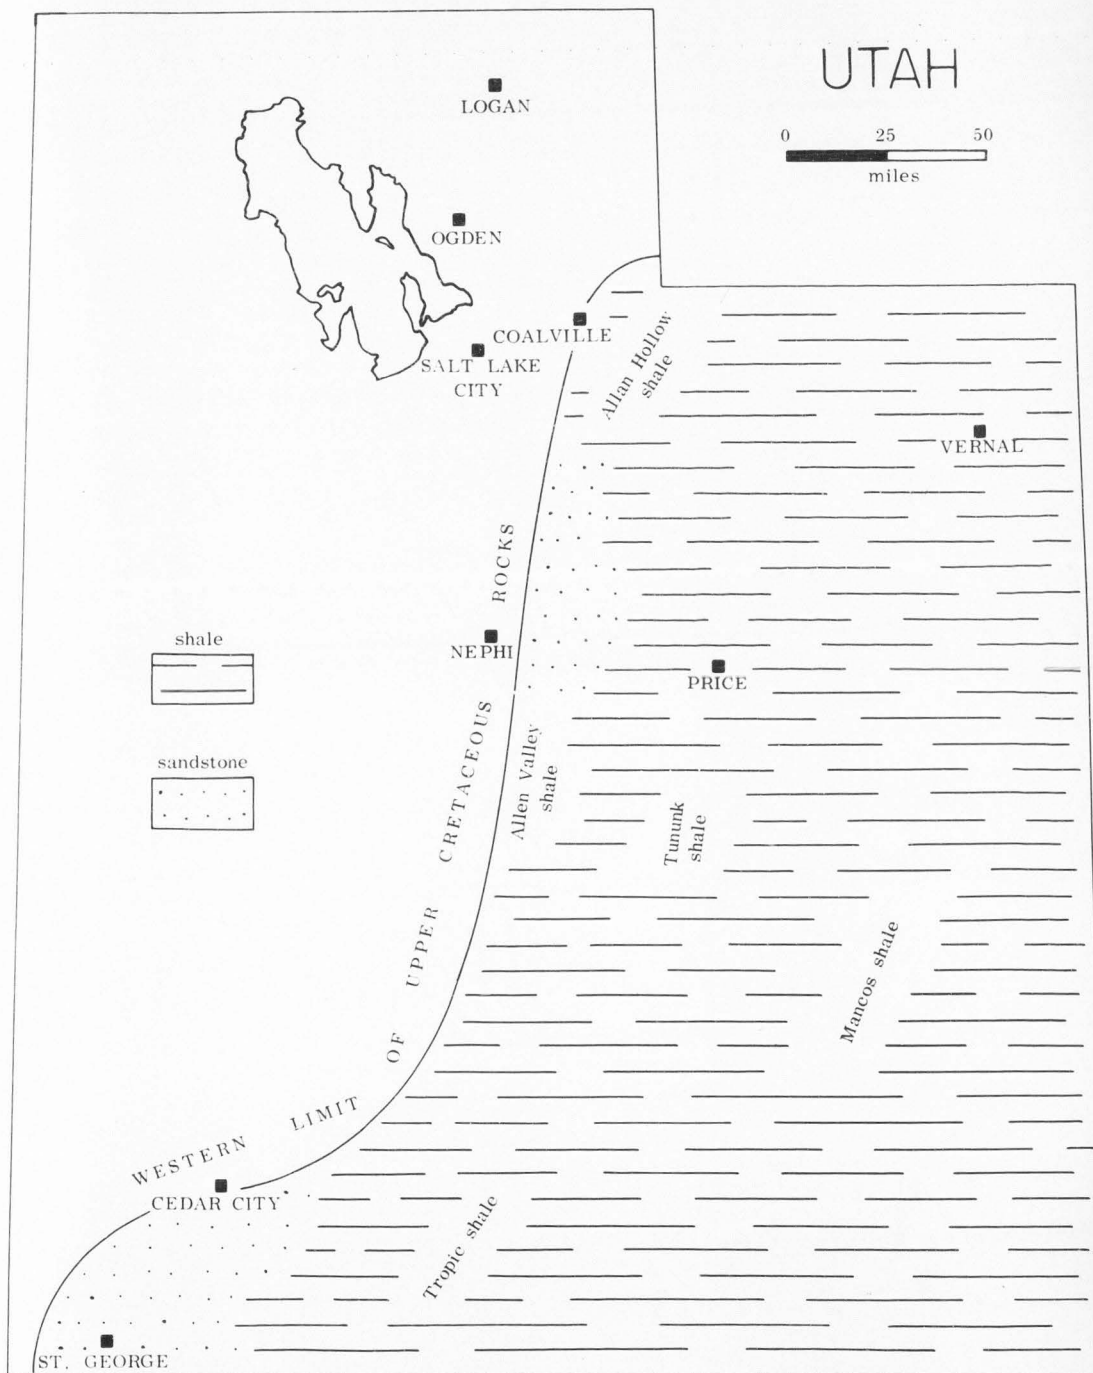 UTAH
0 25 50
miles
LOGAN
OGDEN
COALVILLE
SALT LAKE
CITY
Allan Hollow
shale
VERNAL
WESTERN LIMIT OF UPPER CRETACEOUS ROCKS
NEPHI
shale
sandstone
PRICE
Allen Valley
shale
Tununk
shale
Mancos shale
CEDAR CITY
Tropic shale
ST. GEORGE